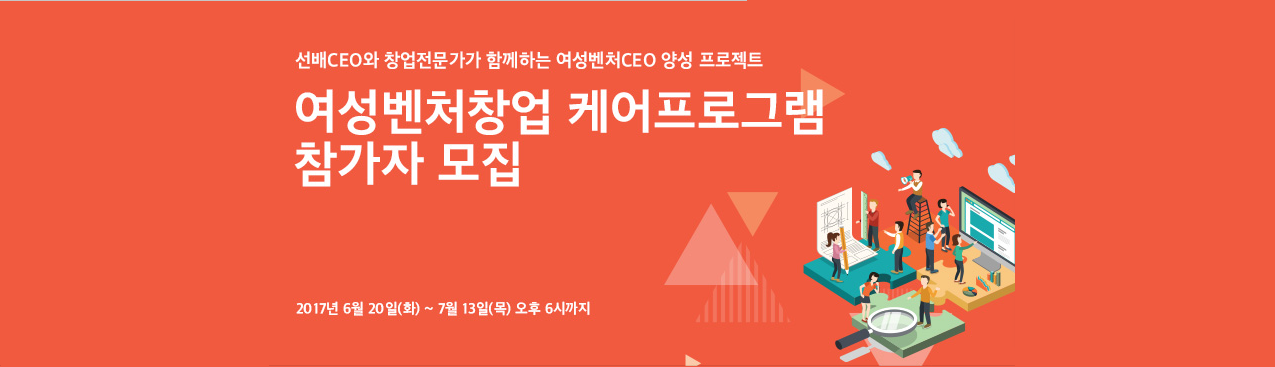 선배CEO와 창업전문가가 함께하는 여성벤처CEO 양성 프로젝트
여성벤처창업 케어프로그램
참가자 모집
2017년 6월 20일(화) ~ 7월 13일(목) 오후 6시까지